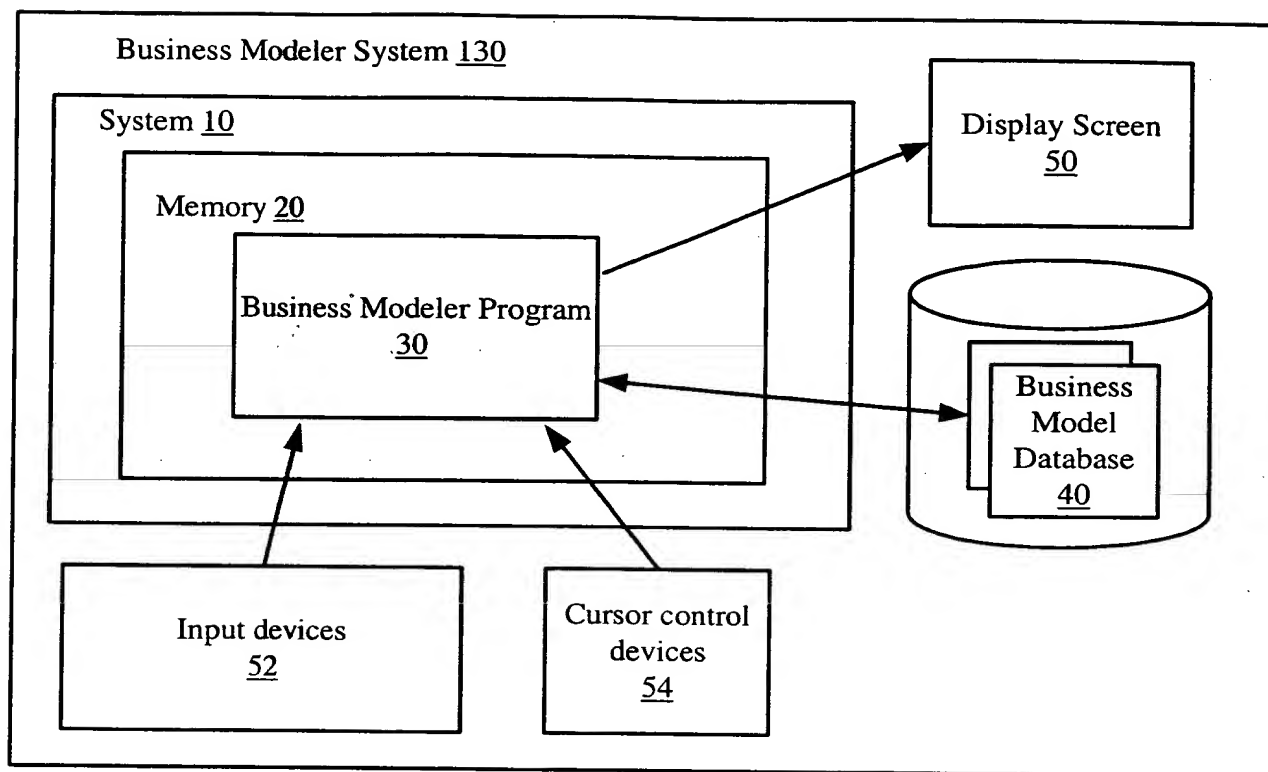 Business Modeler System 130
System 10
Memory 20
Business Modeler Program
30
Display Screen
50
Business
Model
Database
40
Input devices
52
Cursor control
devices
54